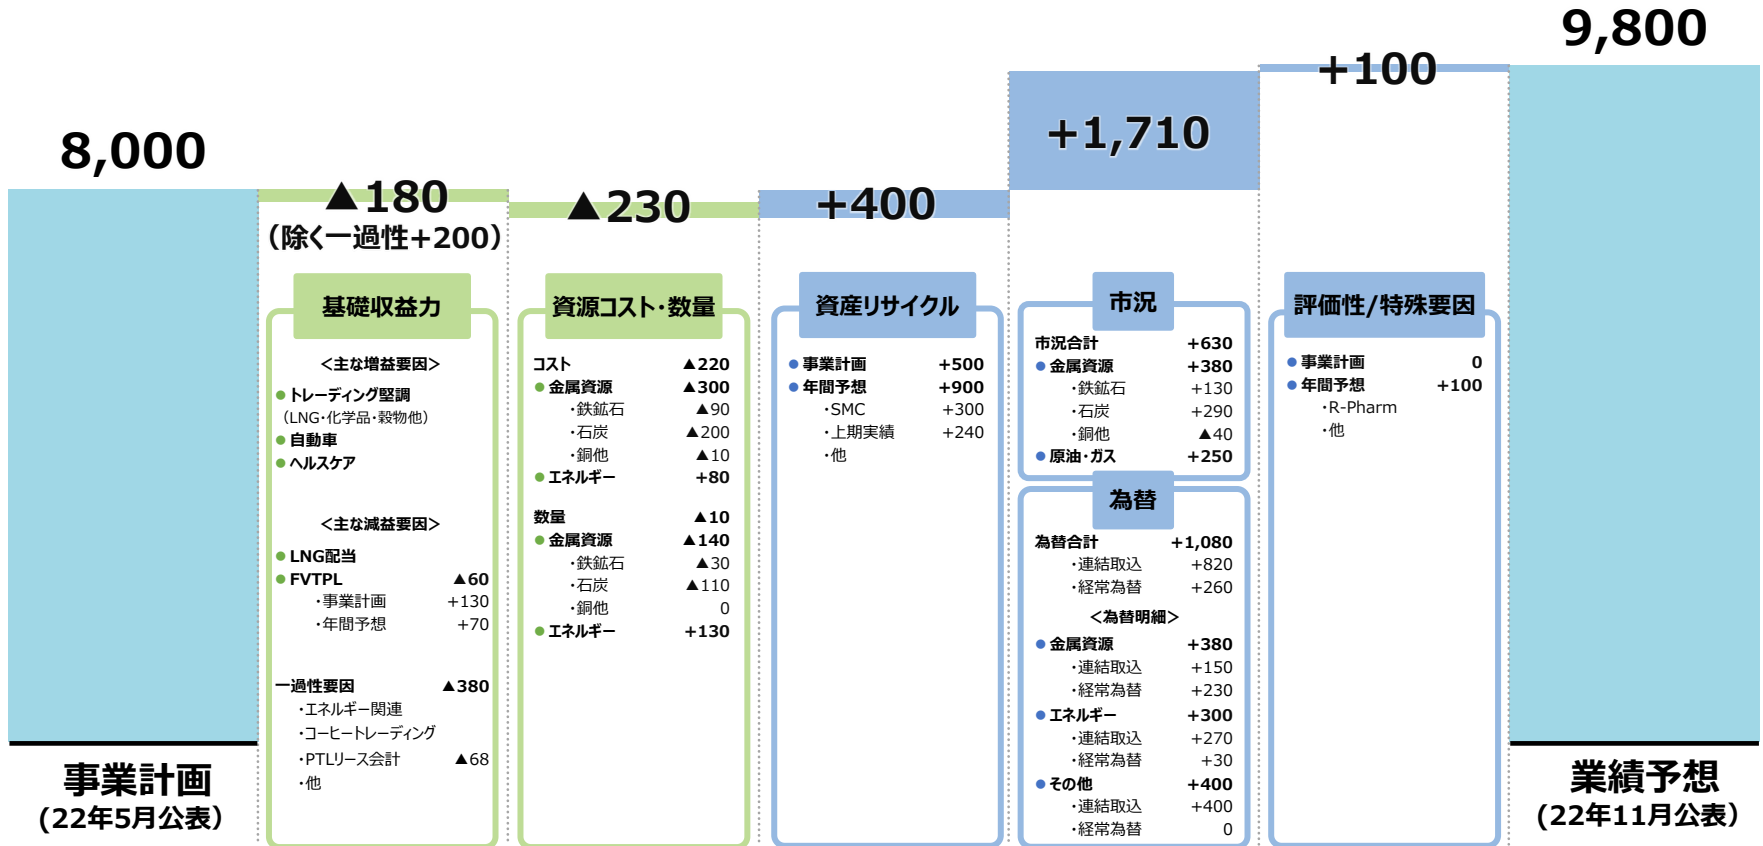 8,000
▲180
（除く一過性+200）
▲230
+400
+1,710
+100
9,800
基礎収益力
＜主な増益要因＞
● トレーディング堅調
（LNG・化学品・穀物他）
● 自動車
● ヘルスケア
＜主な減益要因＞
● LNG配当
● FVTPL ▲60
・事業計画 +130
・年間予想 +70
一過性要因 ▲380
・エネルギー関連
・コーヒートレーディング
・PTLリース会計 ▲68
・他
資源コスト・数量
コスト ▲220
● 金属資源 ▲300
・鉄鉱石 ▲90
・石炭 ▲200
・銅他 ▲10
● エネルギー +80
数量 ▲10
● 金属資源 ▲140
・鉄鉱石 ▲30
・石炭 ▲110
・銅他 0
● エネルギー +130
資産リサイクル
● 事業計画 +500
● 年間予想 +900
・SMC +300
・上期実績 +240
・他
市況
市況合計 +630
● 金属資源 +380
・鉄鉱石 +130
・石炭 +290
・銅他 ▲40
● 原油・ガス +250
為替
為替合計 +1,080
・連結取込 +820
・経常為替 +260
＜為替明細＞
● 金属資源 +380
・連結取込 +150
・経常為替 +230
● エネルギー +300
・連結取込 +270
・経常為替 +30
● その他 +400
・連結取込 +400
・経常為替 0
評価性/特殊要因
● 事業計画 0
● 年間予想 +100
・R-Pharm
・他
事業計画
(22年5月公表）
業績予想
(22年11月公表）